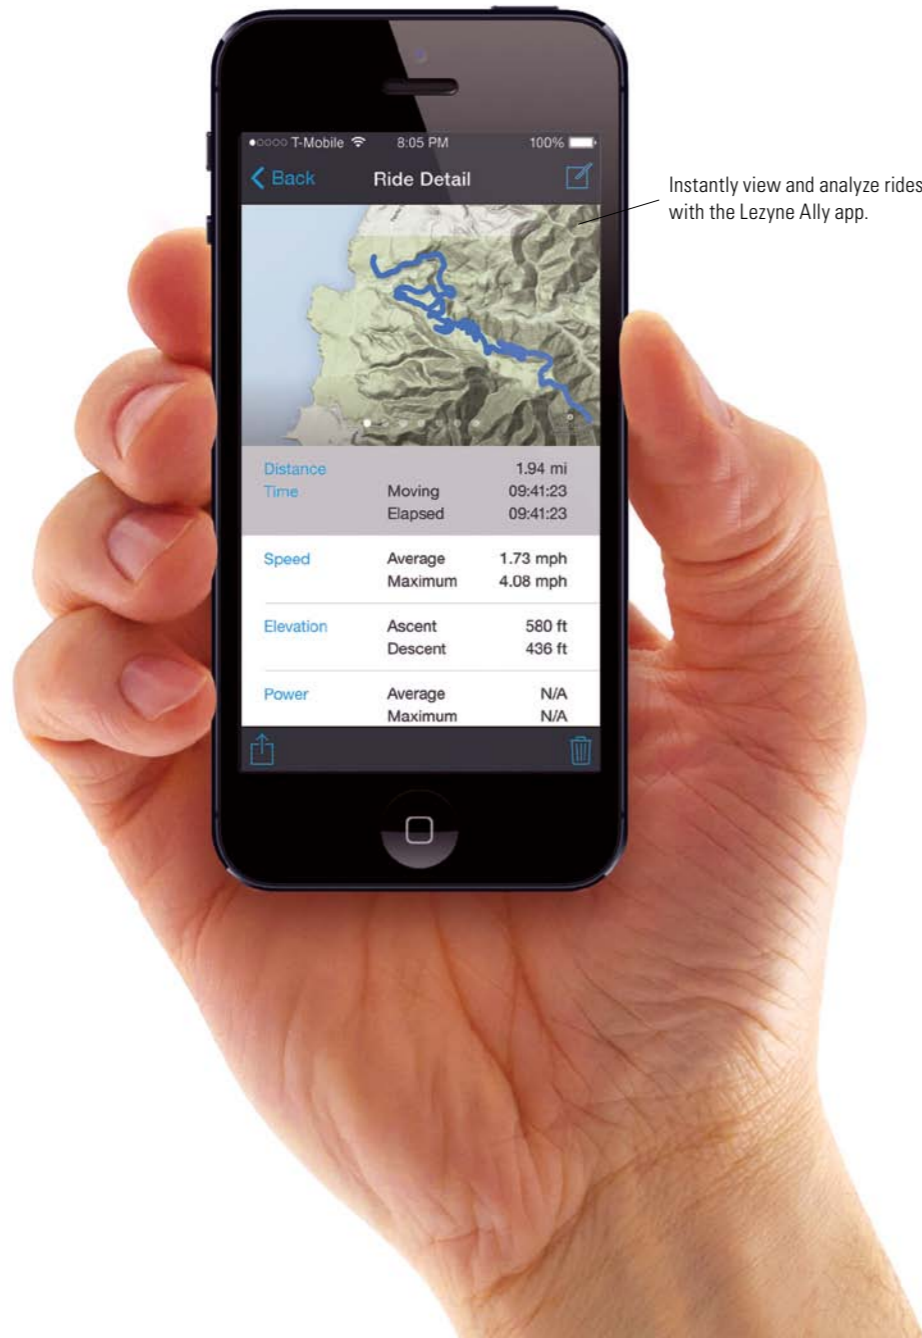 T-Mobile 8:05 PM 100%
Back Ride Detail
Instantly view and analyze rides
with the Lezyne Ally app.
Distance 1.94 mi
Time Moving 09:41:23
Elapsed 09:41:23
Speed Average 1.73 mph
Maximum 4.08 mph
Elevation Ascent 580 ft
Descent 436 ft
Power Average N/A
Maximum N/A